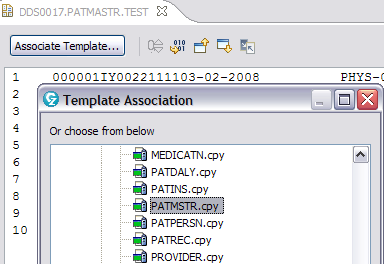 DDS0017.PATMASTR.TEST
Associate Template...
1 000001IY0022111103-02-2008 PHYS-
2
3
4
5
6
7
8
9
10
Template Association
Or choose from below
MEDICATN.cpy
PATDALY.cpy
PATINS.cpy
PATMSTR.cpy
PATPERSN.cpy
PATREC.cpy
PROVIDER.cpy